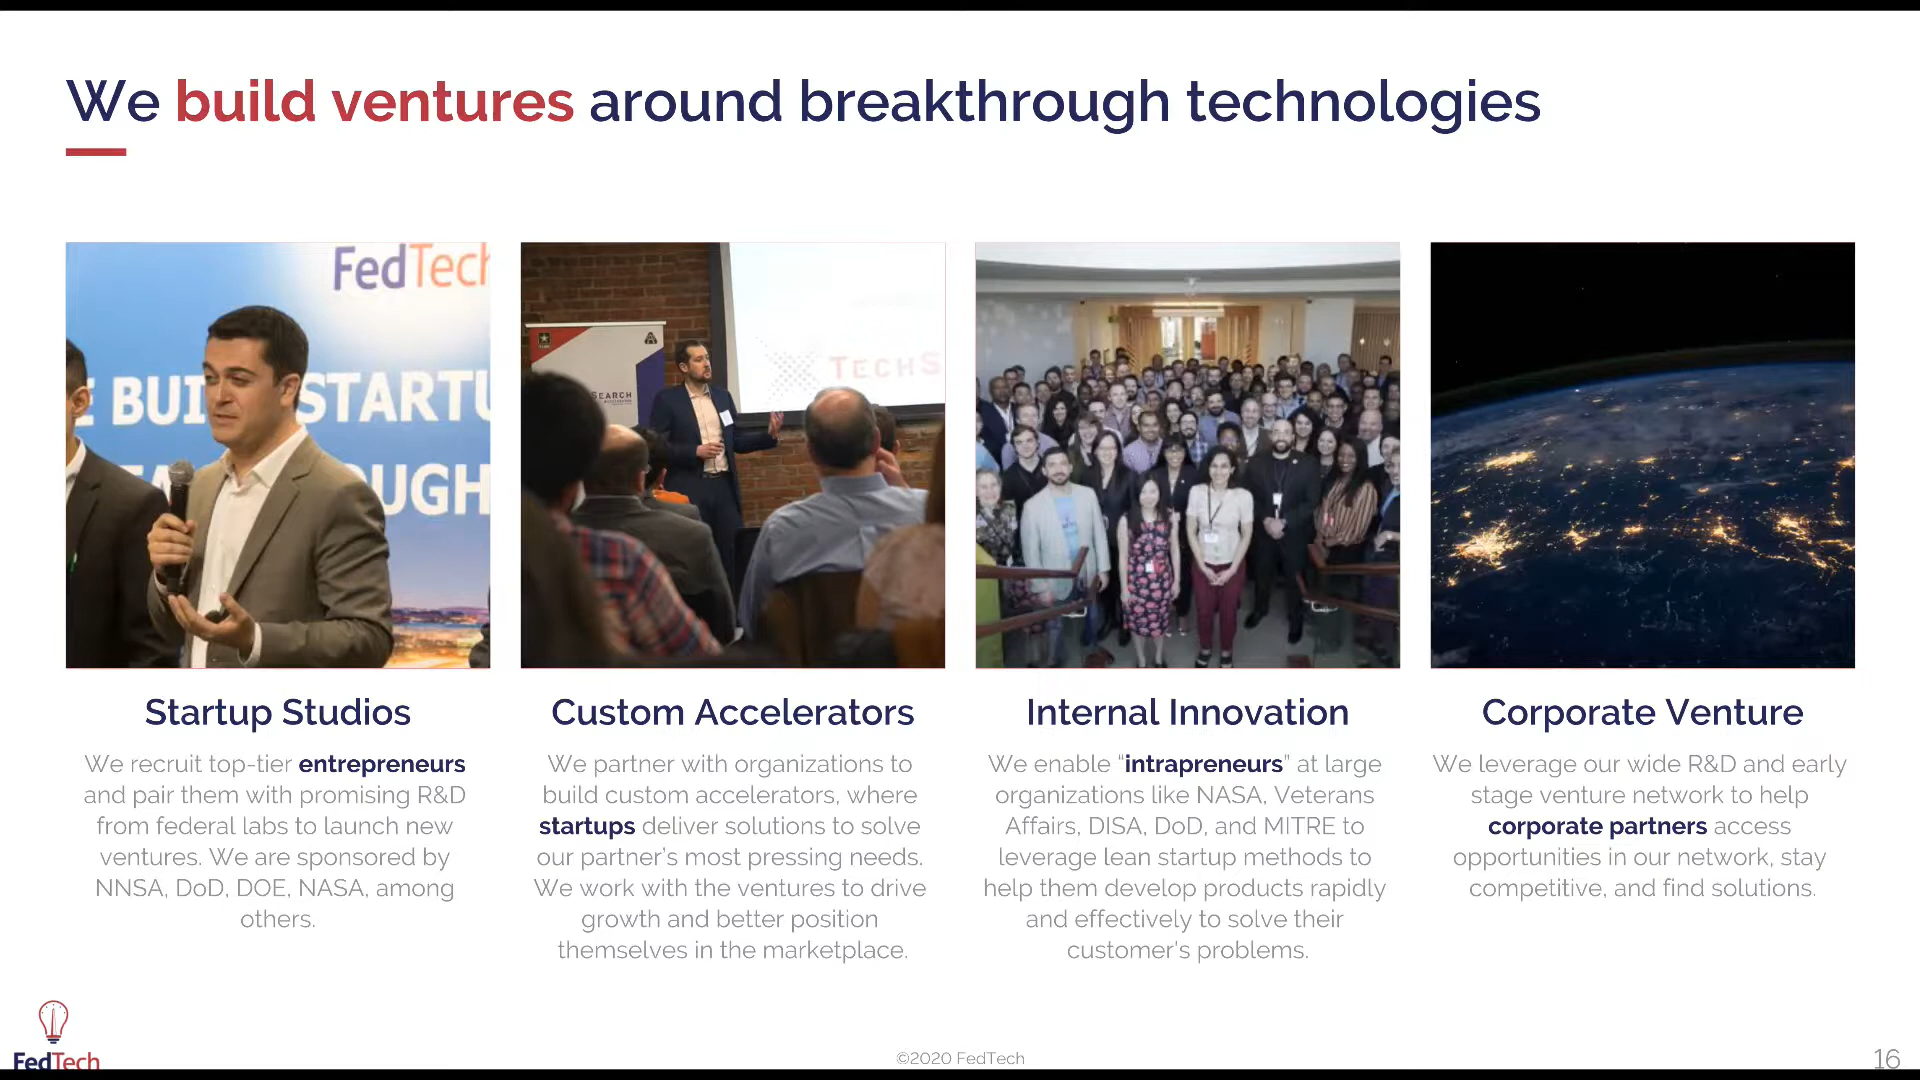 We build ventures around breakthrough technologies
FedTech
E BUI STARTU
UGH
SEARCH
TECHS
Startup Studios
We recruit top-tier entrepreneurs
and pair them with promising R&D
from federal labs to launch new
ventures. We are sponsored by
NNSA, DoD, DOE, NASA, among
others.
Custom Accelerators
We partner with organizations to
build custom accelerators, where
startups deliver solutions to solve
our partner's most pressing needs.
We work with the ventures to drive
growth and better position
themselves in the marketplace.
Internal Innovation
We enable "intrapreneurs" at large
organizations like NASA, Veterans
Affairs, DISA, DoD, and MITRE to
leverage lean startup methods to
help them develop products rapidly
and effectively to solve their
customer's problems.
Corporate Venture
We leverage our wide R&D and early
stage venture network to help
corporate partners access
opportunities in our network, stay
competitive, and find solutions.
FedTech
©2020 FedTech
16